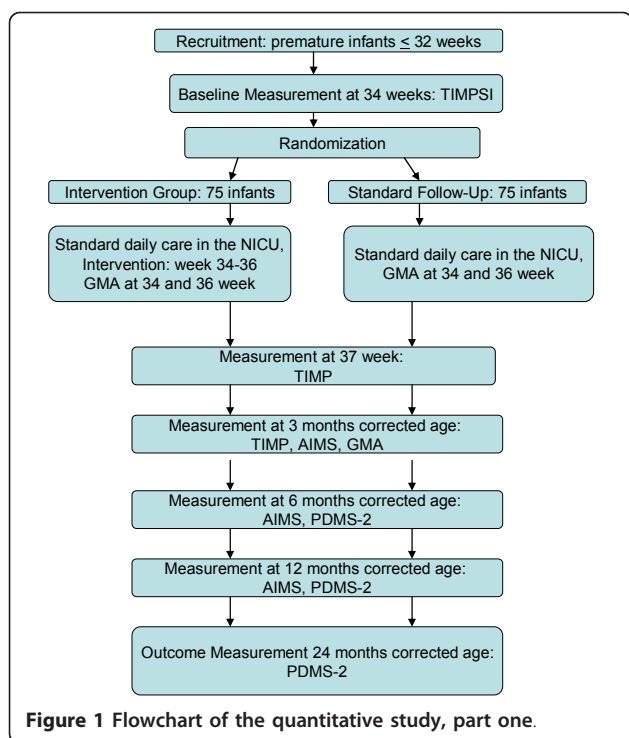 Recruitment: premature infants ≤ 32 weeks
Baseline Measurement at 34 weeks: TIMPSI
Randomization
Intervention Group: 75 infants
Standard Follow-Up: 75 infants
Standard daily care in the NICU,
Intervention: week 34-36
GMA at 34 and 36 week
Standard daily care in the NICU,
GMA at 34 and 36 week
Measurement at 37 week:
TIMP
Measurement at 3 months corrected age:
TIMP, AIMS, GMA
Measurement at 6 months corrected age:
AIMS, PDMS-2
Measurement at 12 months corrected age:
AIMS, PDMS-2
Outcome Measurement 24 months corrected age:
PDMS-2
Figure 1 Flowchart of the quantitative study, part one.